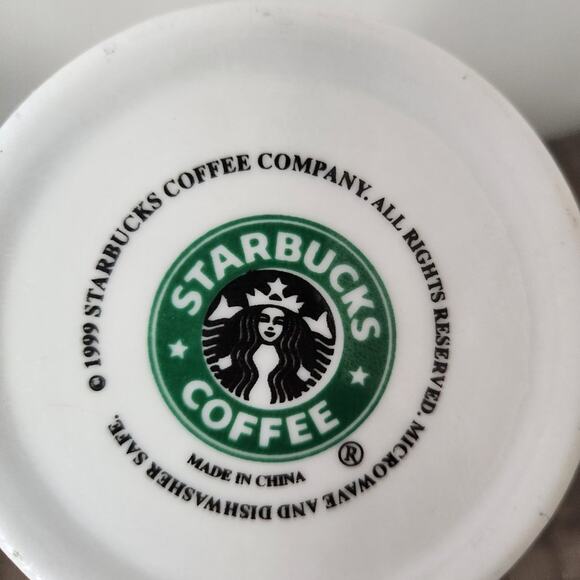 © 1999 STARBUCKS COFFEE COMPANY. ALL RIGHTS RESERVED. MICROWAVE AND DISHWASHER SAFE.
STARBUCKS
COFFEE
®
MADE IN CHINA